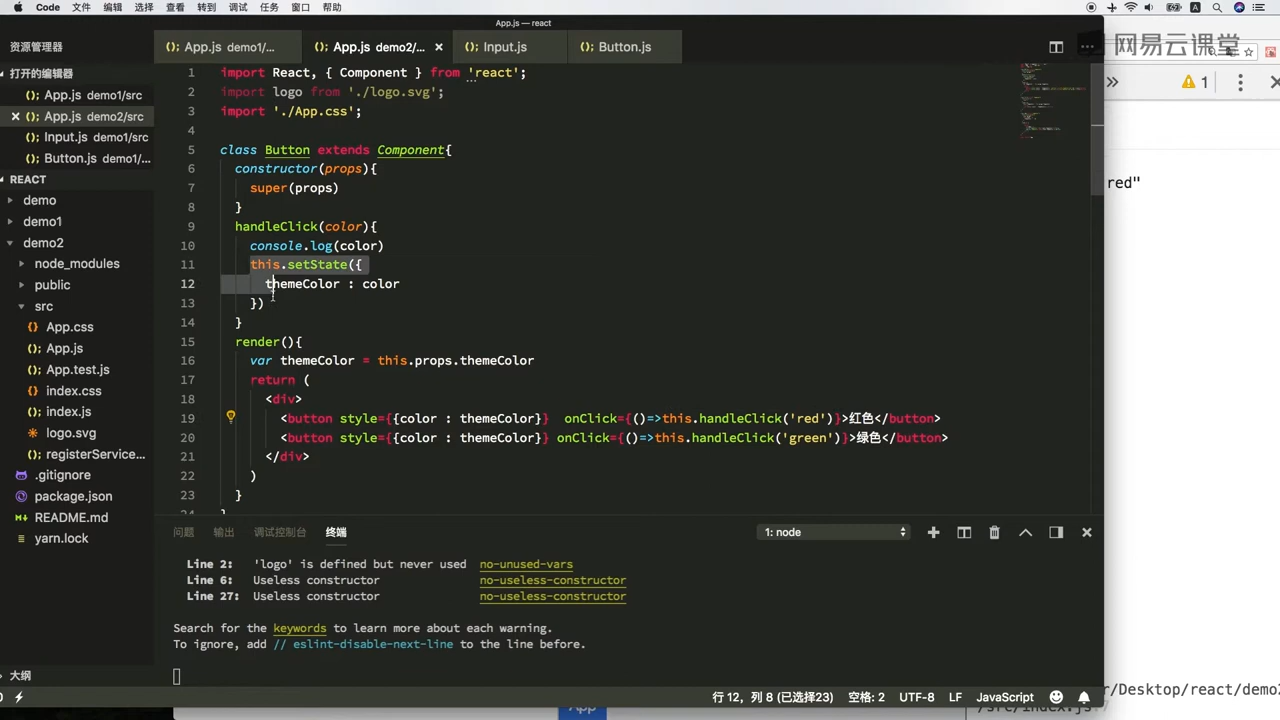 Code 文件 编辑 选择 查看 转到 调试 任务 窗口 帮助
App.js — react
网易云课堂
资源管理器
打开的编辑器
App.js demo1/src
App.js demo2/src
Input.js demo1/src
Button.js demo1/...
REACT
demo
demo1
demo2
node_modules
public
src
App.css
App.js
App.test.js
index.css
index.js
logo.svg
registerService...
.gitignore
package.json
README.md
yarn.lock
大纲
App.js demo1/... App.js demo2/... Input.js Button.js
1 import React, { Component } from 'react';
2 import logo from './logo.svg';
3 import './App.css';
4
5 class Button extends Component{
6 constructor(props){
7 super(props)
8 }
9 handleClick(color){
10 console.log(color)
11 this.setState({
12 themeColor : color
13 })
14 }
15 render(){
16 var themeColor = this.props.themeColor
17 return (
18 <div>
19 <button style={{color : themeColor}} onClick={()=>this.handleClick('red')}>红色</button>
20 <button style={{color : themeColor}} onClick={()=>this.handleClick('green')}>绿色</button>
21 </div>
22 )
23 }
问题 输出 调试控制台 终端
1: node
Line 2: 'logo' is defined but never used no-unused-vars
Line 6: Useless constructor no-useless-constructor
Line 27: Useless constructor no-useless-constructor
Search for the keywords to learn more about each warning.
To ignore, add // eslint-disable-next-line to the line before.
行 12, 列 8 (已选择23) 空格: 2 UTF-8 LF JavaScript
1
red"
r/Desktop/react/demo2
/src/index.js:7
App